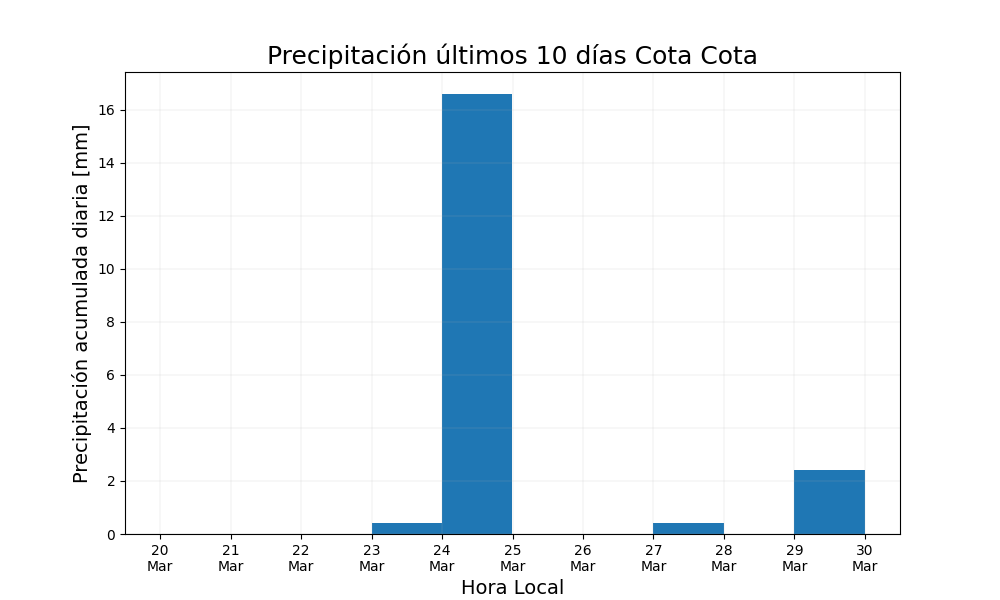 Precipitación últimos 10 días Cota Cota
Precipitación acumulada diaria [mm]
16
14
12
10
8
6
4
2
0
20 21 22 23 24 25 26 27 28 29 30
Mar Mar Mar Mar Mar Mar Mar Mar Mar Mar Mar
Hora Local